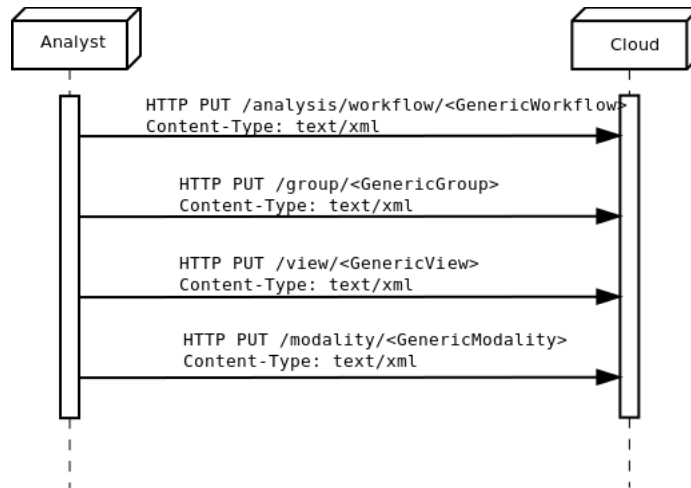 Analyst
Cloud
HTTP PUT /analysis/workflow/<GenericWorkflow>
Content-Type: text/xml
HTTP PUT /group/<GenericGroup>
Content-Type: text/xml
HTTP PUT /view/<GenericView>
Content-Type: text/xml
HTTP PUT /modality/<GenericModality>
Content-Type: text/xml